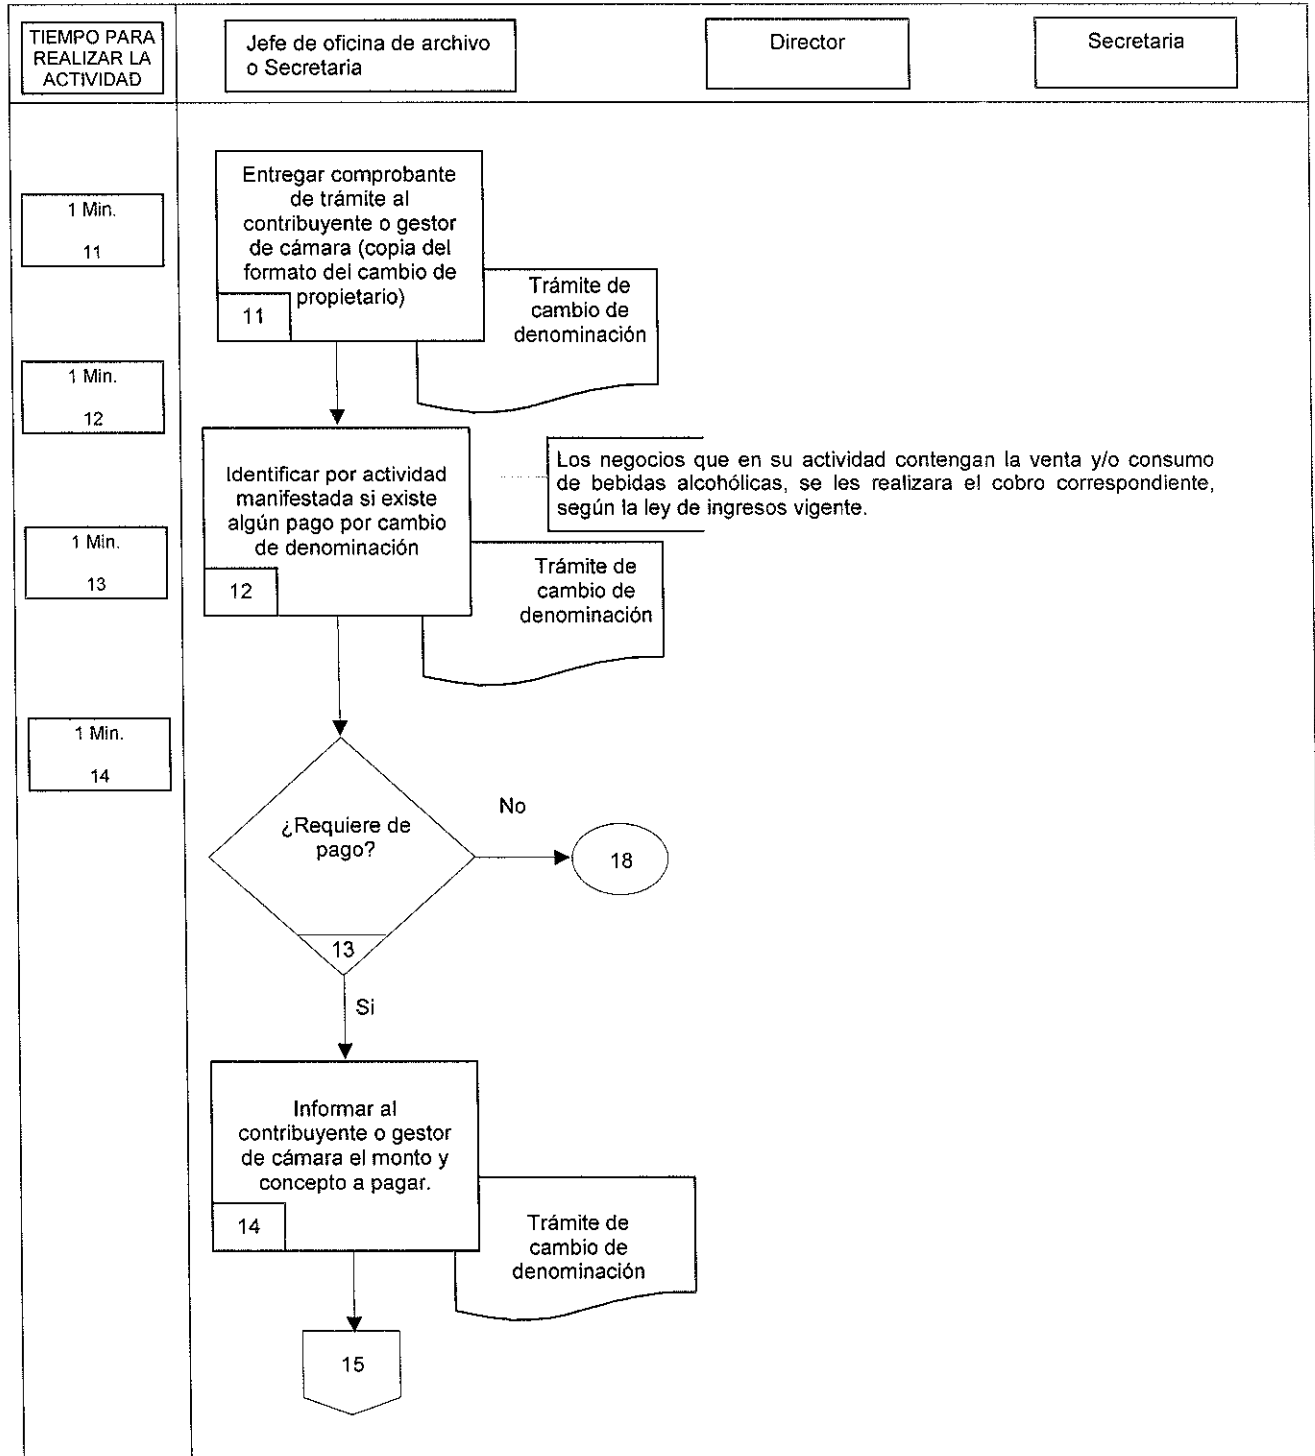 TIEMPO PARA
REALIZAR LA
ACTIVIDAD
Jefe de oficina de archivo
o Secretaria
Director
Secretaria
1 Min.
11
Entregar comprobante
de trámite al
contribuyente o gestor
de cámara (copia del
formato del cambio de
propietario)
11
Trámite de
cambio de
denominación
1 Min.
12
Identificar por actividad
manifestada si existe
algún pago por cambio
de denominación
12
Los negocios que en su actividad contengan la venta y/o consumo
de bebidas alcohólicas, se les realizara el cobro correspondiente,
según la ley de ingresos vigente.
Trámite de
cambio de
denominación
1 Min.
13
1 Min.
14
¿Requiere de
pago?
13
No
18
Si
Informar al
contribuyente o gestor
de cámara el monto y
concepto a pagar.
14
Trámite de
cambio de
denominación
15